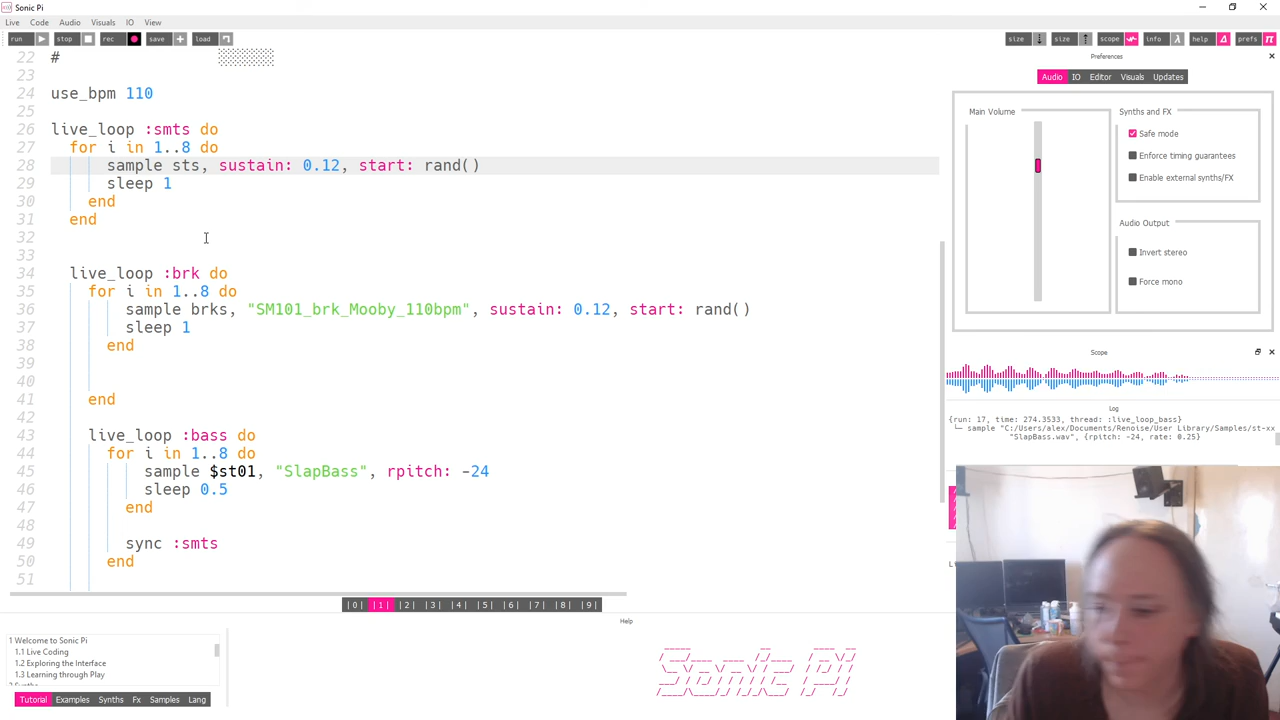 Sonic Pi
Live Code Audio Visuals IO View
run stop rec save load size size scope info help prefs
22 #
23
24 use_bpm 110
25
26 live_loop :smts do
27 for i in 1..8 do
28 sample sts, sustain: 0.12, start: rand()
29 sleep 1
30 end
31 end
32
33
34 live_loop :brk do
35 for i in 1..8 do
36 sample brks, "SM101_brk_Mooby_110bpm", sustain: 0.12, start: rand()
37 sleep 1
38 end
39
40
41 end
42
43 live_loop :bass do
44 for i in 1..8 do
45 sample $st01, "SlapBass", rpitch: -24
46 sleep 0.5
47 end
48
49 sync :smts
50 end
51
|0| |1| |2| |3| |4| |5| |6| |7| |8| |9|
Preferences
Audio IO Editor Visuals Updates
Main Volume
Synths and FX
Safe mode
Enforce timing guarantees
Enable external synths/FX
Audio Output
Invert stereo
Force mono
Scope
Log
{run: 17, time: 274.3533, thread: :live_loop_bass}
└─ sample "C:/Users/alex/Documents/Renoise/User Library/Samples/st-xx
"SlapBass.wav", {rpitch: -24, rate: 0.25}
Help
1 Welcome to Sonic Pi
1.1 Live Coding
1.2 Exploring the Interface
1.3 Learning through Play
Tutorial Examples Synths Fx Samples Lang
Sonic Pi